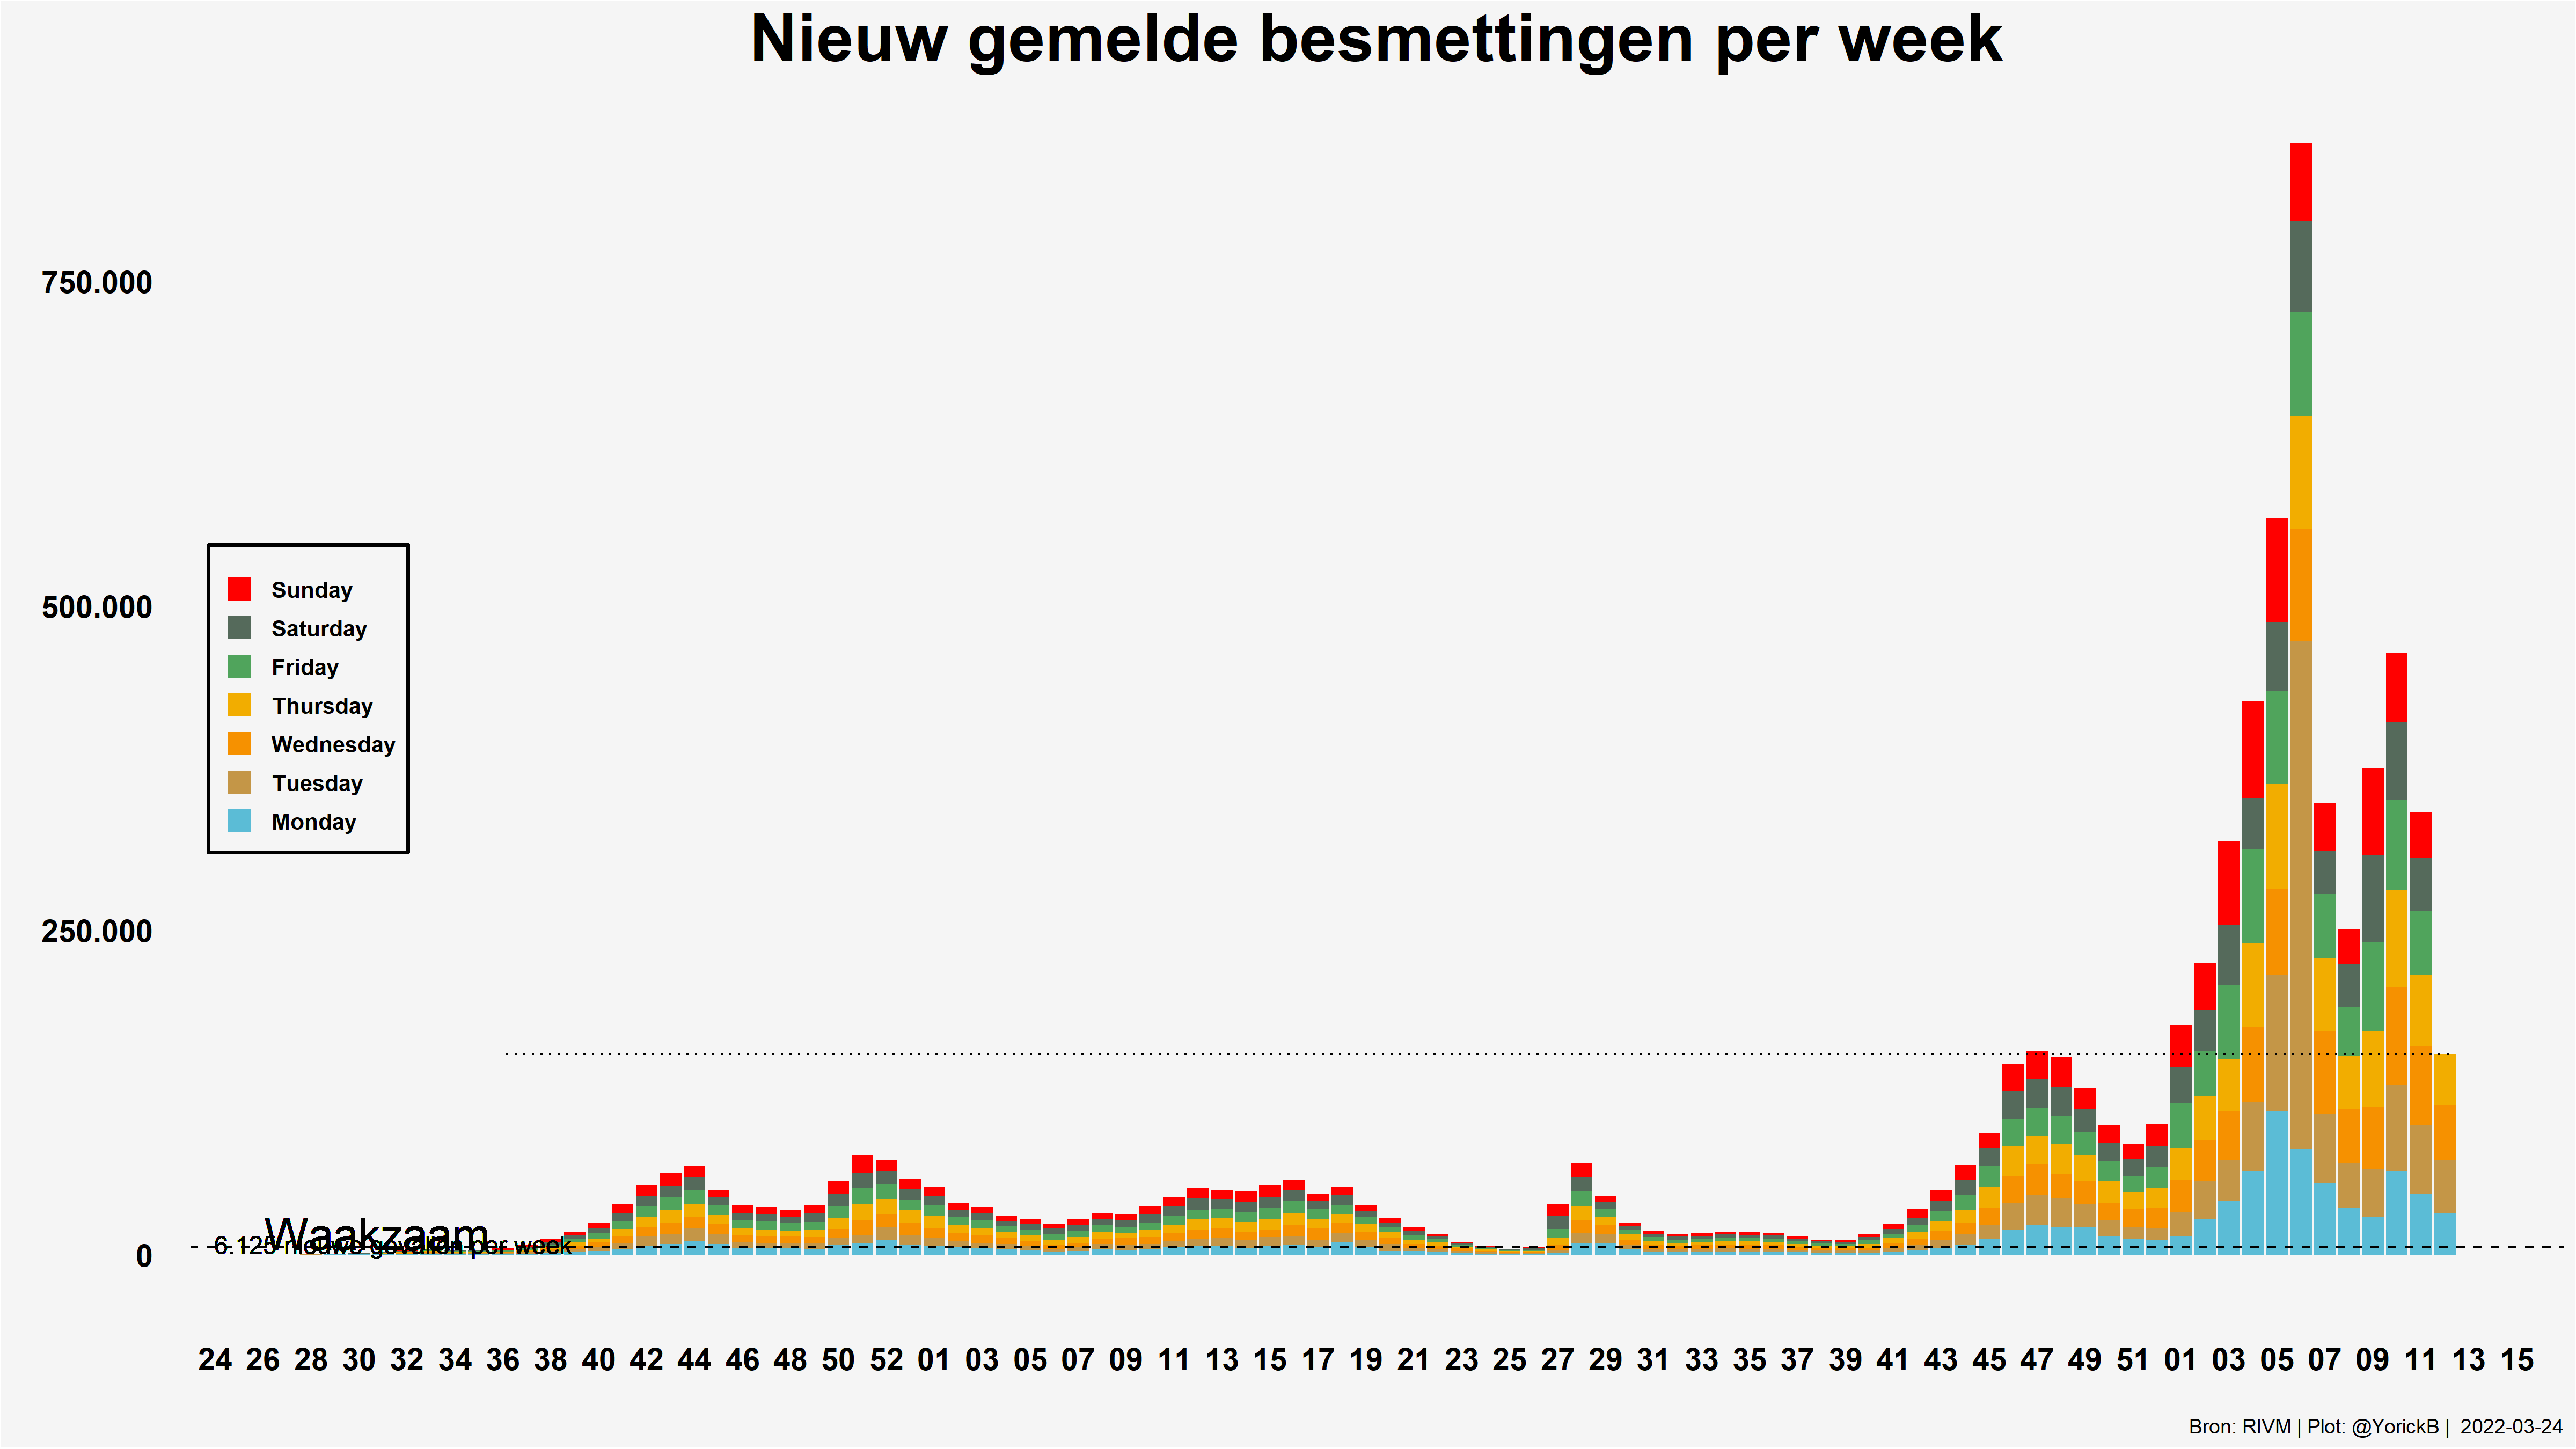 Nieuw gemelde besmettingen per week
750.000
500.000
250.000
0
Sunday
Saturday
Friday
Thursday
Wednesday
Tuesday
Monday
Waakzaam
6.125 nieuwe gevallen per week
24 26 28 30 32 34 36 38 40 42 44 46 48 50 52 01 03 05 07 09 11 13 15 17 19 21 23 25 27 29 31 33 35 37 39 41 43 45 47 49 51 01 03 05 07 09 11 13 15
Bron: RIVM | Plot: @YorickB | 2022-03-24